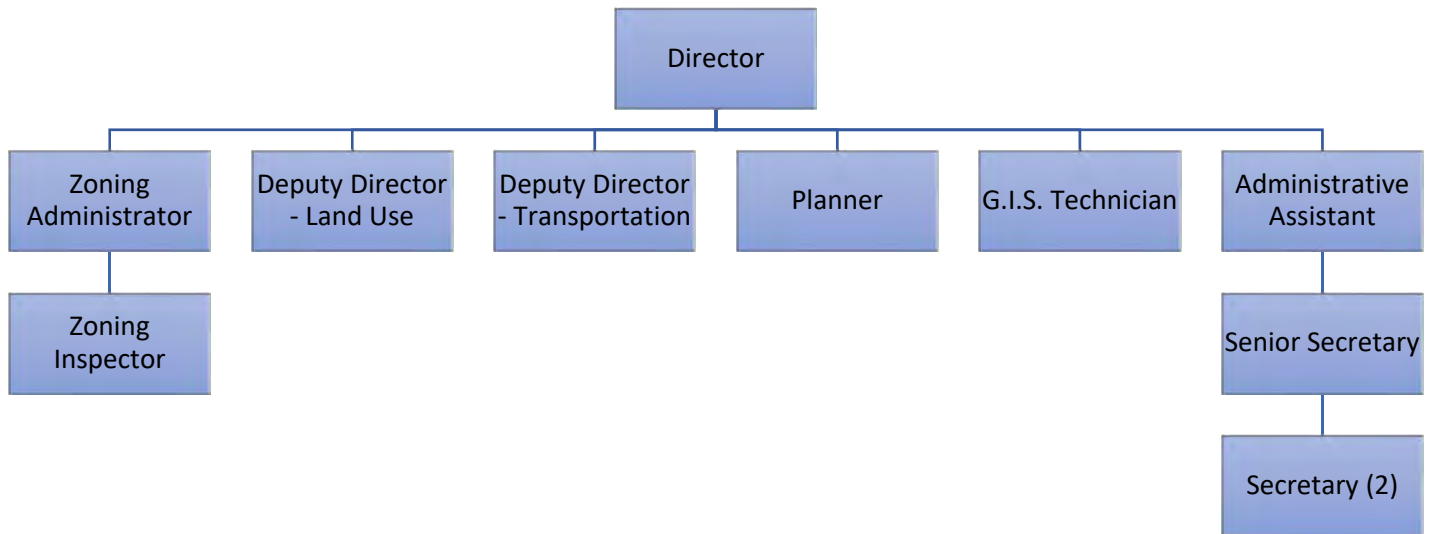 Director
Zoning
Administrator
Deputy Director
- Land Use
Deputy Director
- Transportation
Planner
G.I.S. Technician
Administrative
Assistant
Zoning
Inspector
Senior Secretary
Secretary (2)